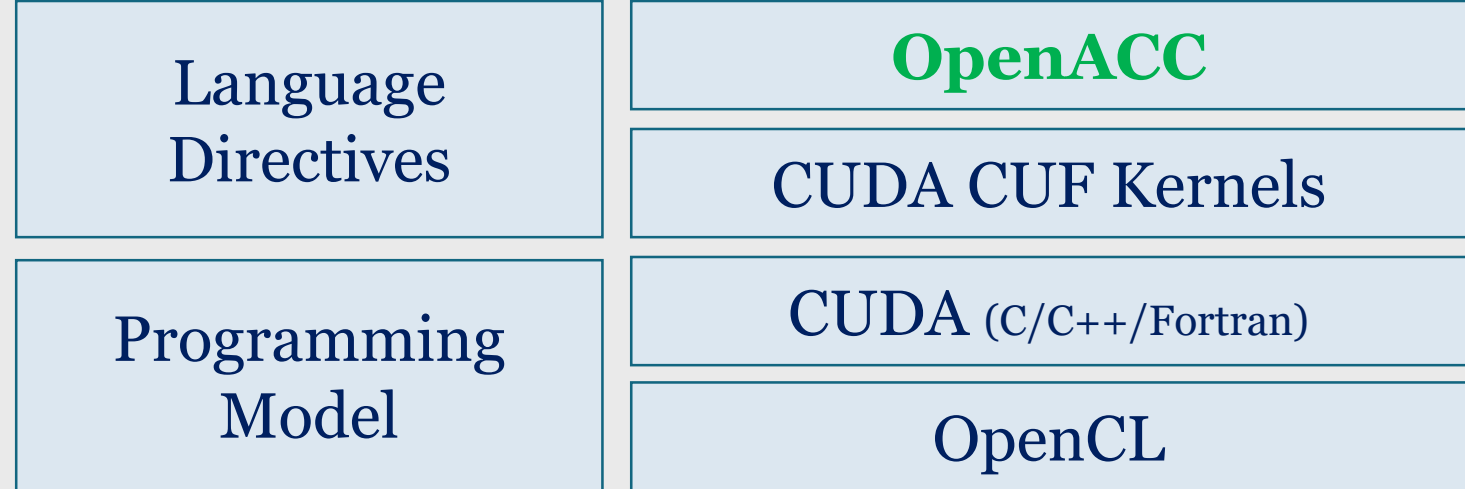 Language
Directives
OpenACC
CUDA CUF Kernels
Programming
Model
CUDA (C/C++/Fortran)
OpenCL